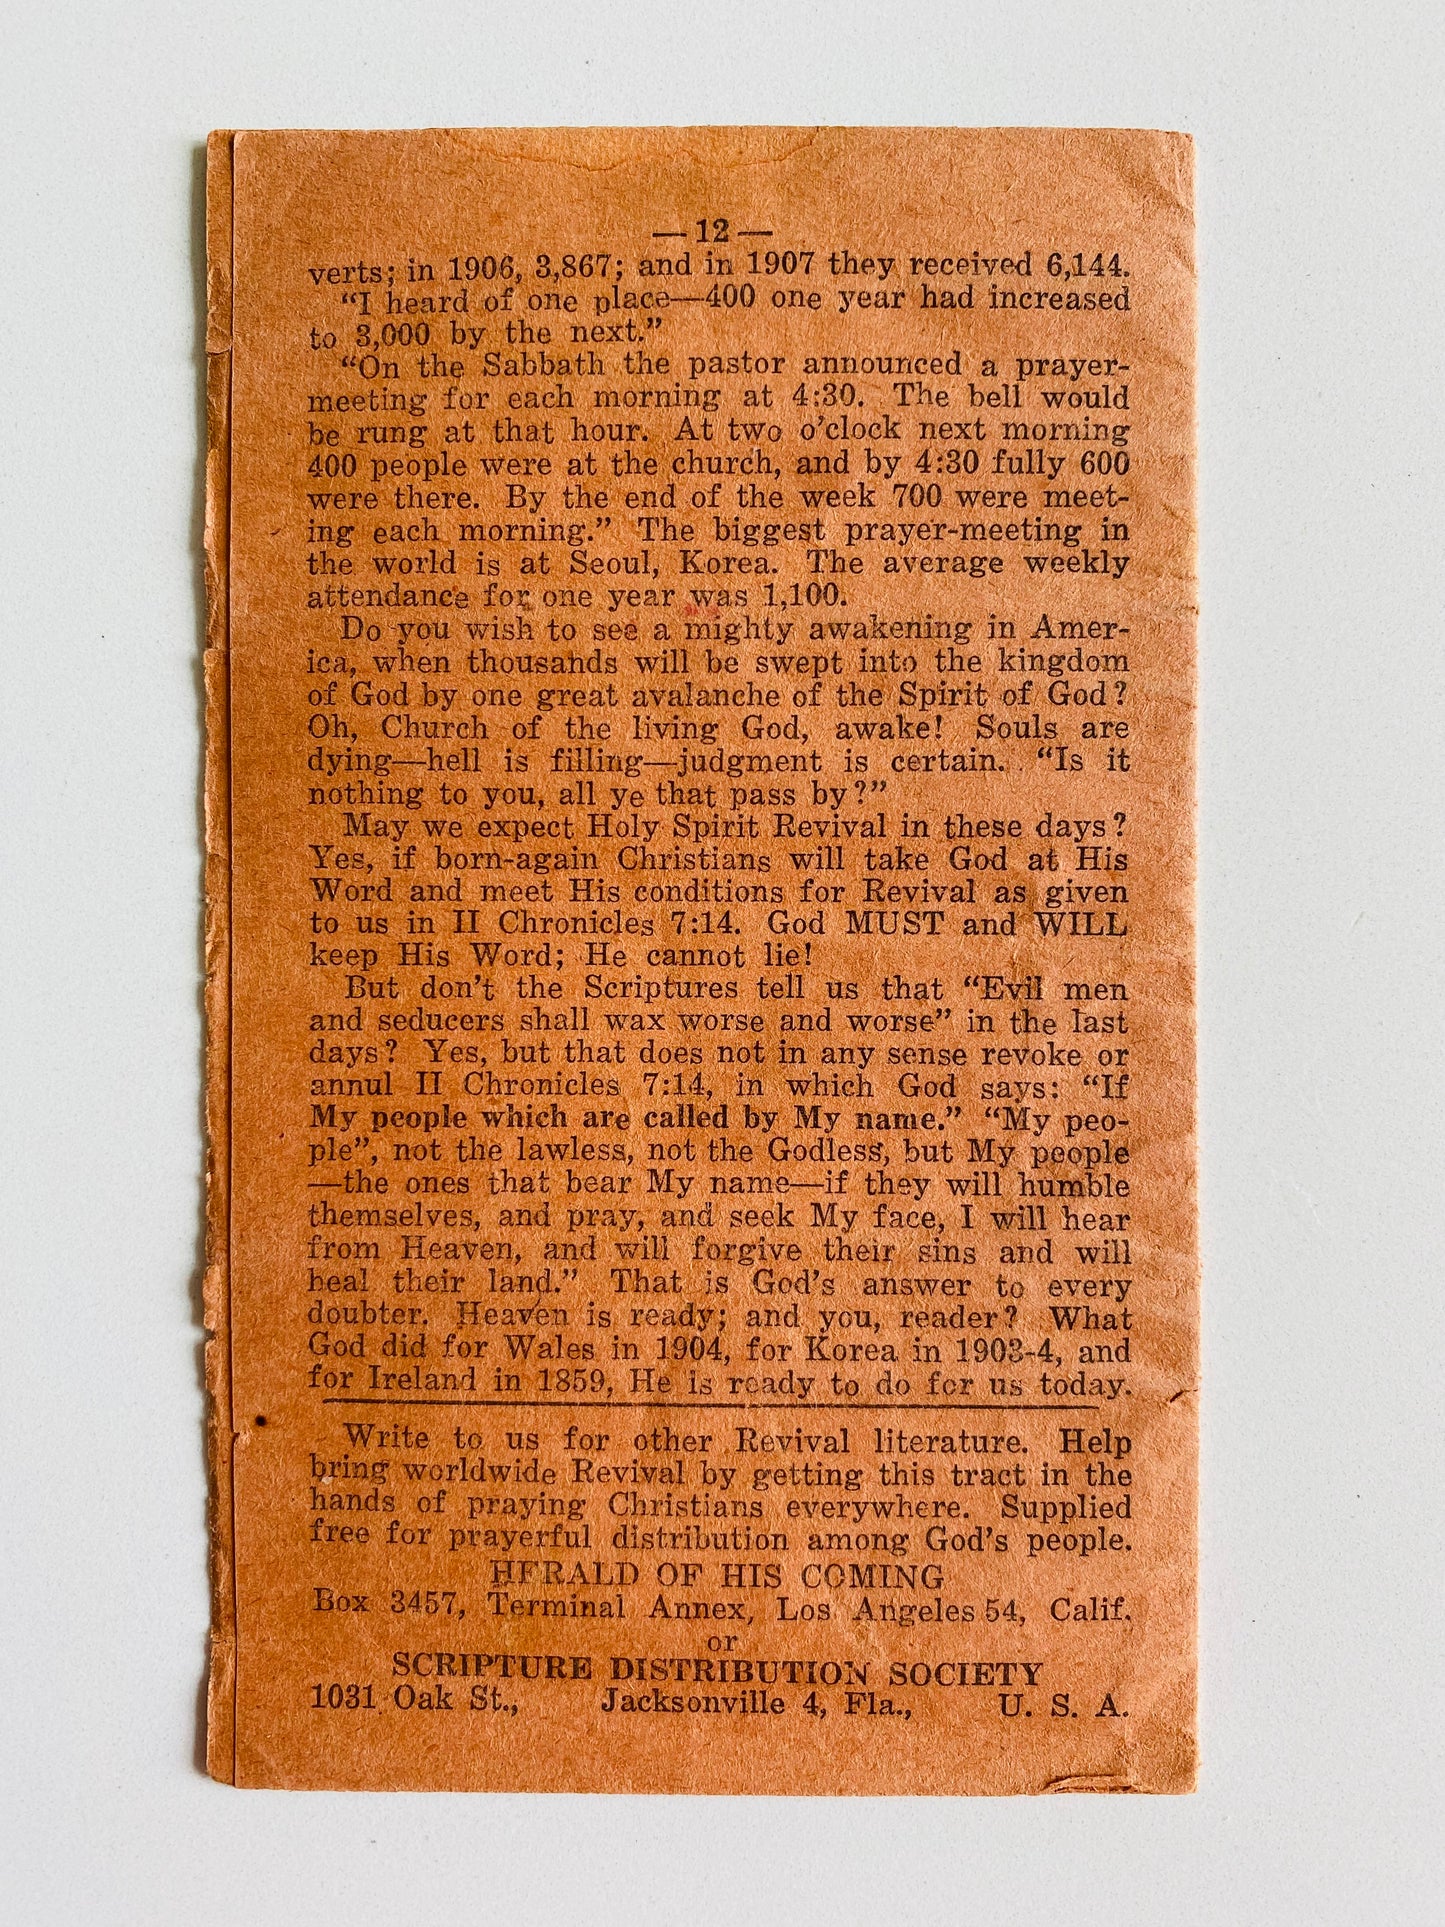 — 12 —
verts; in 1906, 3,867; and in 1907 they received 6,144.
“I heard of one place—400 one year had increased
to 3,000 by the next.”
“On the Sabbath the pastor announced a prayer-
meeting for each morning at 4:30. The bell would
be rung at that hour. At two o’clock next morning
400 people were at the church, and by 4:30 fully 600
were there. By the end of the week 700 were meet-
ing each morning.” The biggest prayer-meeting in
the world is at Seoul, Korea. The average weekly
attendance for one year was 1,100.
Do you wish to see a mighty awakening in Amer-
ica, when thousands will be swept into the kingdom
of God by one great avalanche of the Spirit of God?
Oh, Church of the living God, awake! Souls are
dying—hell is filling—judgment is certain. “Is it
nothing to you, all ye that pass by?”
May we expect Holy Spirit Revival in these days?
Yes, if born-again Christians will take God at His
Word and meet His conditions for Revival as given
to us in II Chronicles 7:14. God MUST and WILL
keep His Word; He cannot lie!
But don’t the Scriptures tell us that “Evil men
and seducers shall wax worse and worse” in the last
days? Yes, but that does not in any sense revoke or
annul II Chronicles 7:14, in which God says: “If
My people which are called by My name.” “My peo-
ple”, not the lawless, not the Godless, but My people
—the ones that bear My name—if they will humble
themselves, and pray, and seek My face, I will hear
from Heaven, and will forgive their sins and will
heal their land.” That is God’s answer to every
doubter. Heaven is ready; and you, reader? What
God did for Wales in 1904, for Korea in 1903-4, and
for Ireland in 1859, He is ready to do for us today.
Write to us for other Revival literature. Help
bring worldwide Revival by getting this tract in the
hands of praying Christians everywhere. Supplied
free for prayerful distribution among God’s people.
HERALD OF HIS COMING
Box 3457, Terminal Annex, Los Angeles 54, Calif.
or
SCRIPTURE DISTRIBUTION SOCIETY
1031 Oak St., Jacksonville 4, Fla., U. S. A.